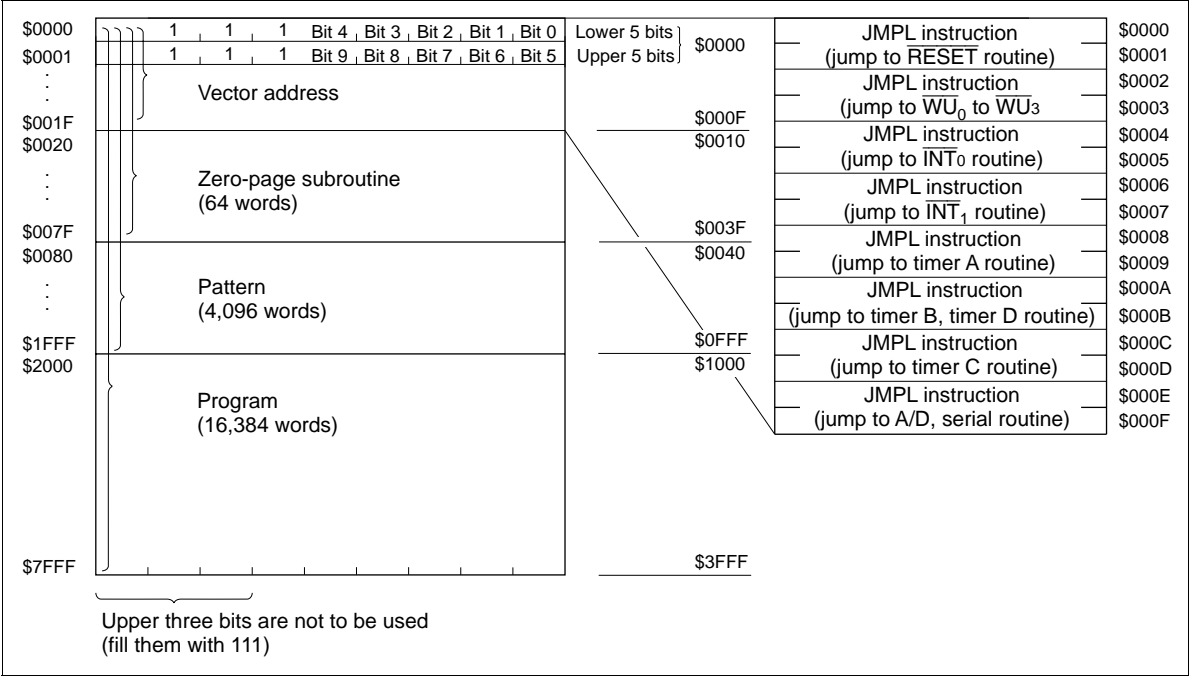 $0000 1 1 1 Bit 4 Bit 3 Bit 2 Bit 1 Bit 0 Lower 5 bits
$0001 1 1 1 Bit 9 Bit 8 Bit 7 Bit 6 Bit 5 Upper 5 bits
$0000
.
.
.
Vector address
$001F $000F
$0020 $0010
.
.
.
Zero-page subroutine
(64 words)
$007F $003F
$0080 $0040
.
.
.
Pattern
(4,096 words)
$1FFF $0FFF
$2000 $1000
Program
(16,384 words)
$7FFF $3FFF
Upper three bits are not to be used
(fill them with 111)
JMPL instruction $0000
(jump to R̅E̅S̅E̅T̅ routine) $0001
JMPL instruction $0002
(jump to W̅U̅₀ to W̅U̅3 $0003
JMPL instruction $0004
(jump to I̅N̅T̅0 routine) $0005
JMPL instruction $0006
(jump to I̅N̅T̅₁ routine) $0007
JMPL instruction $0008
(jump to timer A routine) $0009
JMPL instruction $000A
(jump to timer B, timer D routine) $000B
JMPL instruction $000C
(jump to timer C routine) $000D
JMPL instruction $000E
(jump to A/D, serial routine) $000F